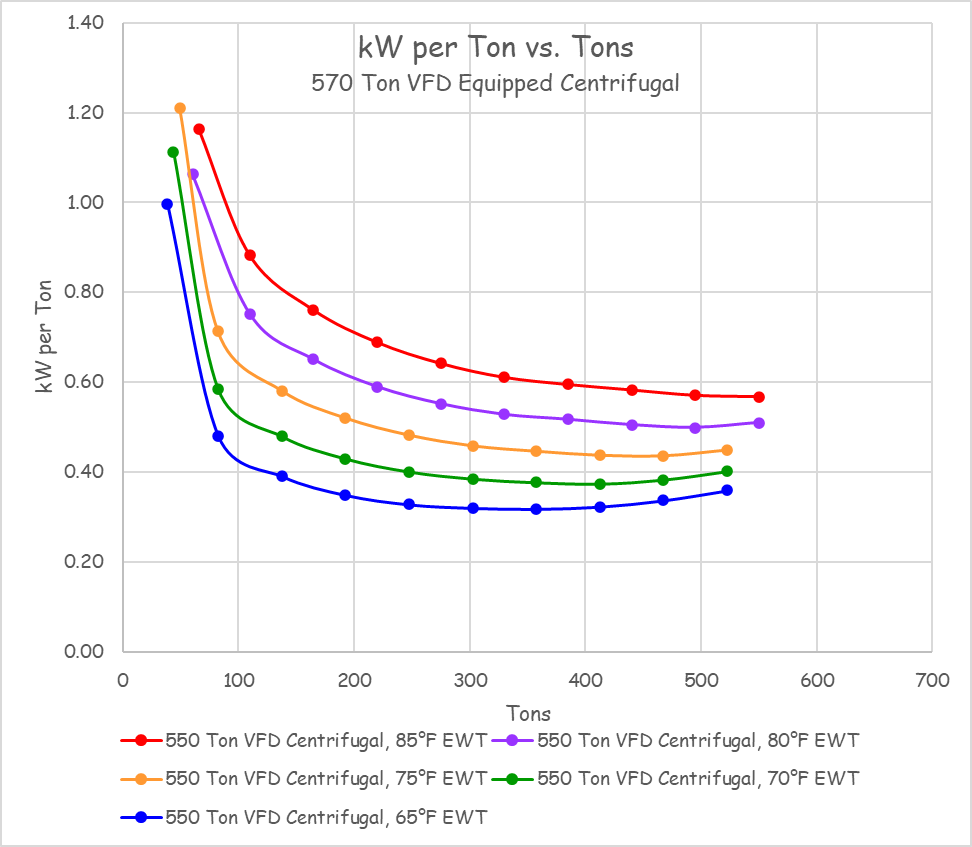 kW per Ton vs. Tons
570 Ton VFD Equipped Centrifugal
1.40
1.20
1.00
0.80
0.60
0.40
0.20
0.00
kW per Ton
0 100 200 300 400 500 600 700
Tons
550 Ton VFD Centrifugal, 85°F EWT 550 Ton VFD Centrifugal, 80°F EWT
550 Ton VFD Centrifugal, 75°F EWT 550 Ton VFD Centrifugal, 70°F EWT
550 Ton VFD Centrifugal, 65°F EWT